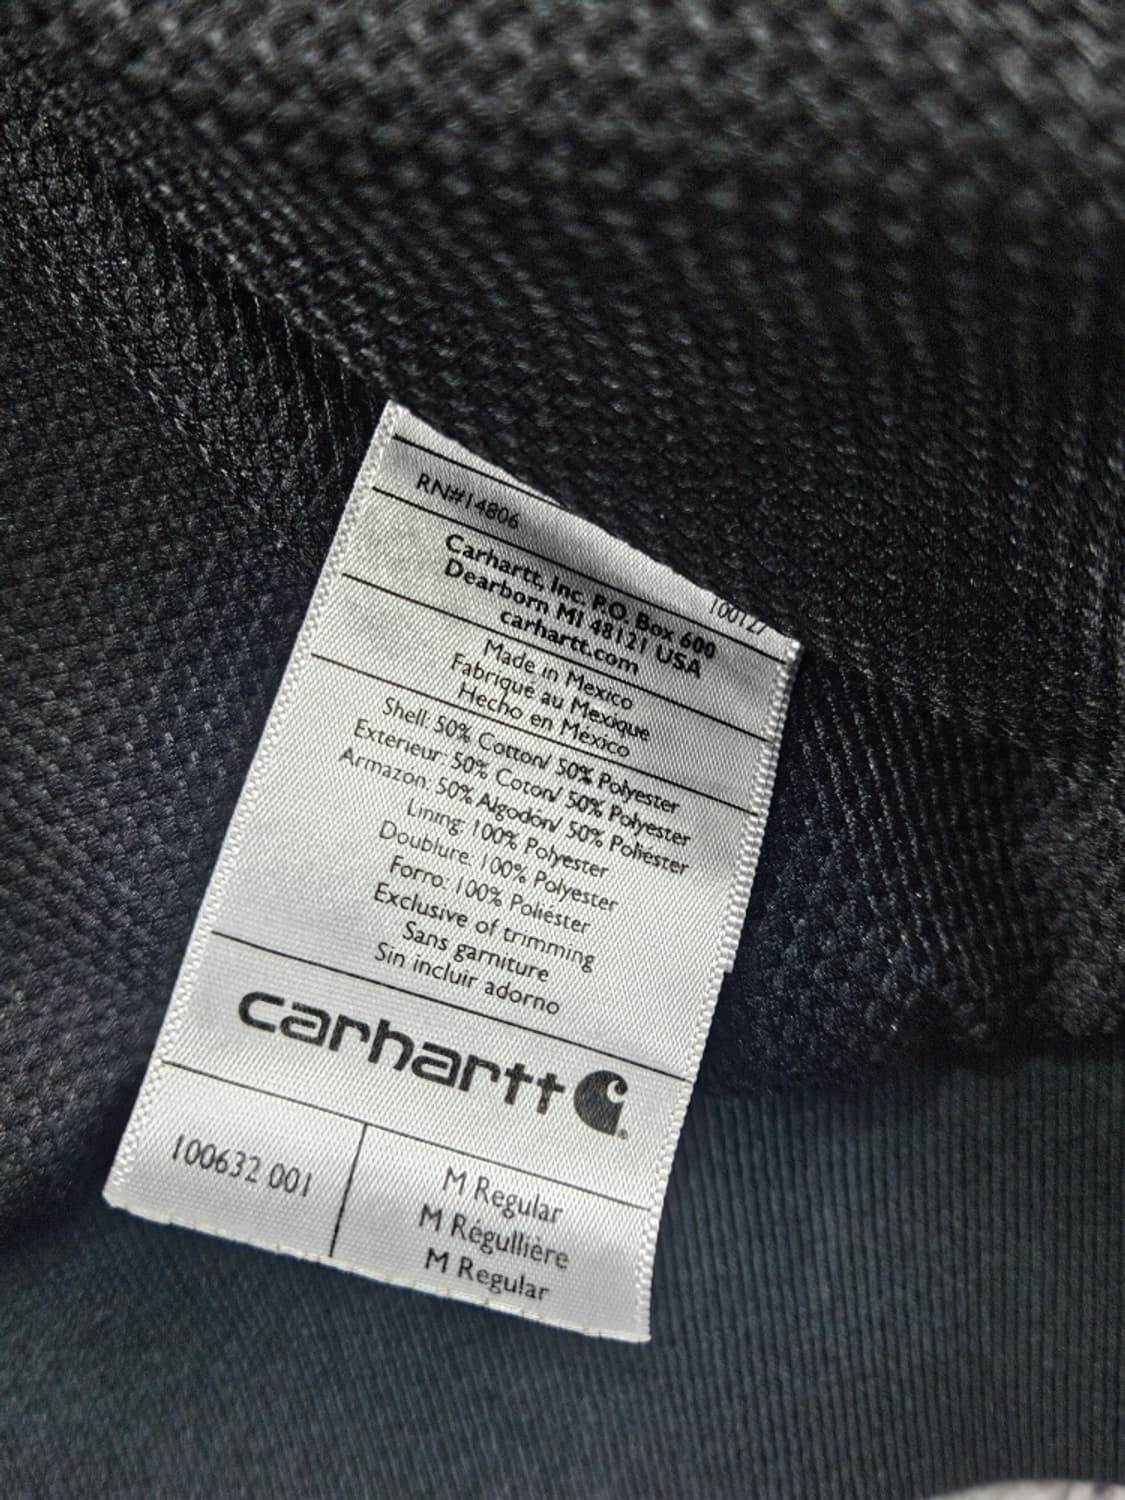 RN#14806
100127
Carhartt, Inc. P.O. Box 600
Dearborn MI 48121 USA
carhartt.com
Made in Mexico
Fabriqué au Mexique
Hecho en México
Shell: 50% Cotton/ 50% Polyester
Exterieur: 50% Coton/ 50% Polyester
Armazon: 50% Algodón/ 50% Poliéster
Lining: 100% Polyester
Doublure: 100% Polyester
Forro: 100% Poliéster
Exclusive of trimming
Sans garniture
Sin incluir adorno
carhartt
100632 001
M Regular
M Régullière
M Regular